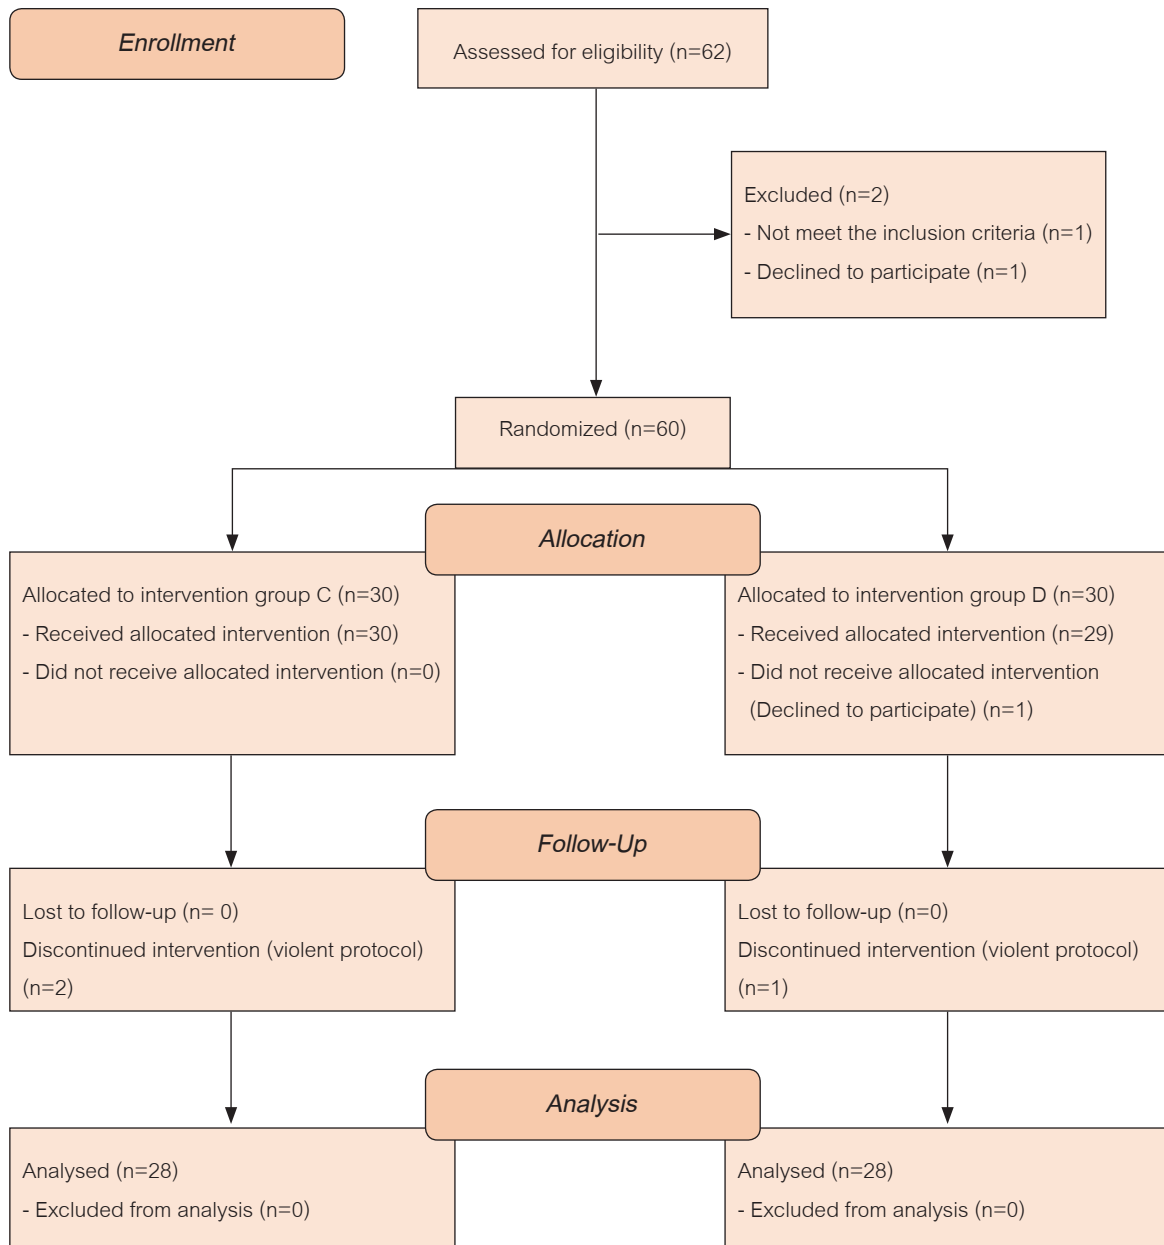 Enrollment
Assessed for eligibility (n=62)
Excluded (n=2)
- Not meet the inclusion criteria (n=1)
- Declined to participate (n=1)
Randomized (n=60)
Allocation
Allocated to intervention group C (n=30)
- Received allocated intervention (n=30)
- Did not receive allocated intervention (n=0)
Allocated to intervention group D (n=30)
- Received allocated intervention (n=29)
- Did not receive allocated intervention
(Declined to participate) (n=1)
Follow-Up
Lost to follow-up (n= 0)
Discontinued intervention (violent protocol)
(n=2)
Lost to follow-up (n=0)
Discontinued intervention (violent protocol)
(n=1)
Analysis
Analysed (n=28)
- Excluded from analysis (n=0)
Analysed (n=28)
- Excluded from analysis (n=0)